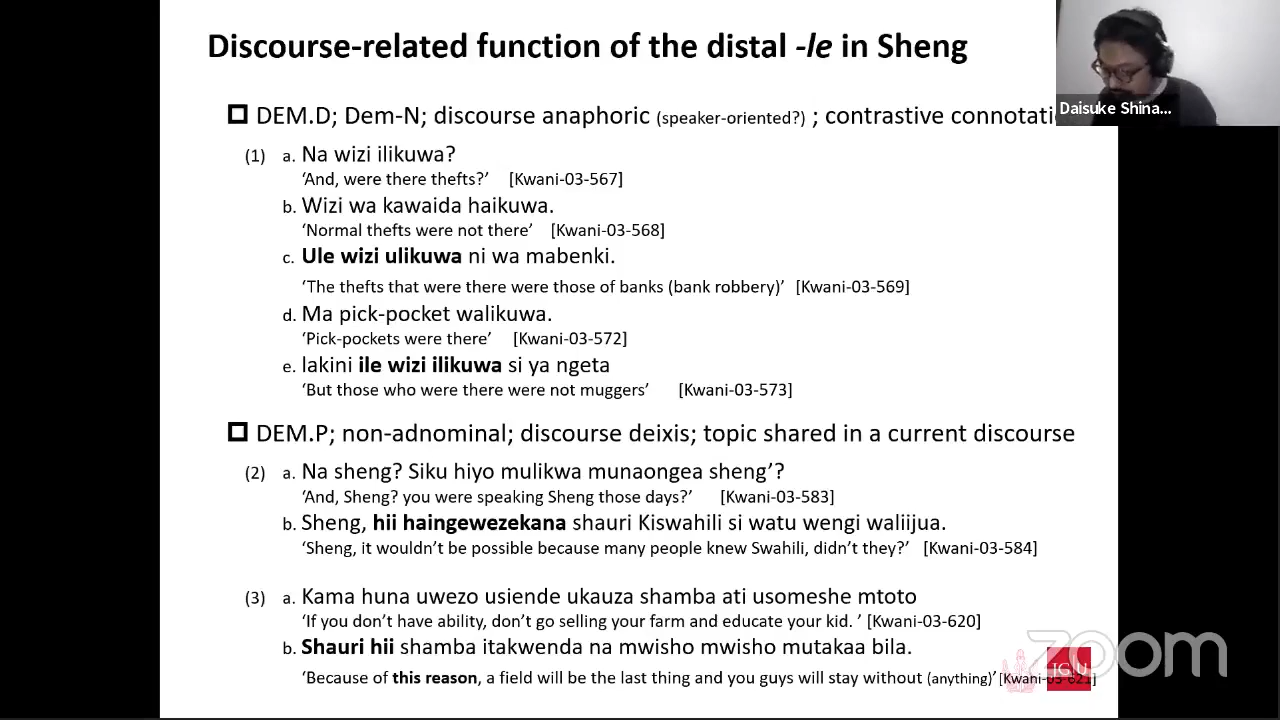 Discourse-related function of the distal -le in Sheng
DEM.D; Dem-N; discourse anaphoric (speaker-oriented?) ; contrastive
Daisuke Shina...
(1) a. Na wizi ilikuwa?
‘And, were there thefts?’ [Kwani-03-567]
b. Wizi wa kawaida haikuwa.
‘Normal thefts were not there’ [Kwani-03-568]
c. Ule wizi ulikuwa ni wa mabenki.
‘The thefts that were there were those of banks (bank robbery)’ [Kwani-03-569]
d. Ma pick-pocket walikuwa.
‘Pick-pockets were there’ [Kwani-03-572]
e. lakini ile wizi ilikuwa si ya ngeta
‘But those who were there were not muggers’ [Kwani-03-573]
DEM.P; non-adnominal; discourse deixis; topic shared in a current discourse
(2) a. Na sheng? Siku hiyo mulikwa munaongea sheng’?
‘And, Sheng? you were speaking Sheng those days?’ [Kwani-03-583]
b. Sheng, hii haingewezekana shauri Kiswahili si watu wengi waliijua.
‘Sheng, it wouldn’t be possible because many people knew Swahili, didn’t they?’ [Kwani-03-584]
(3) a. Kama huna uwezo usiende ukauza shamba ati usomeshe mtoto
‘If you don’t have ability, don’t go selling your farm and educate your kid. ’ [Kwani-03-620]
b. Shauri hii shamba itakwenda na mwisho mwisho mutakaa bila.
zoom
‘Because of this reason, a field will be the last thing and you guys will stay without (anything)’ [Kwani-03-621]